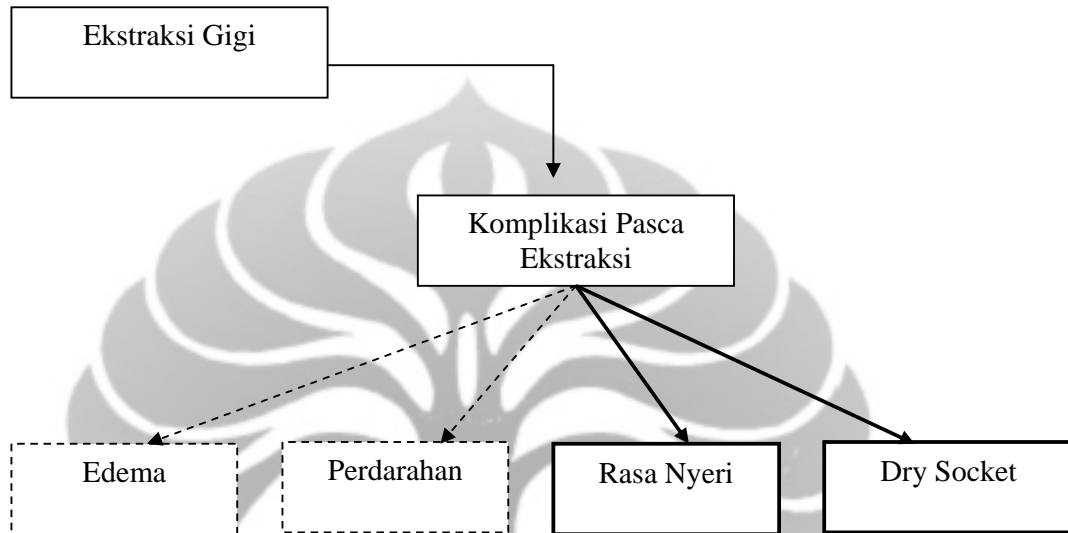 Ekstraksi Gigi
Komplikasi Pasca
Ekstraksi
Edema
Perdarahan
Rasa Nyeri
Dry Socket